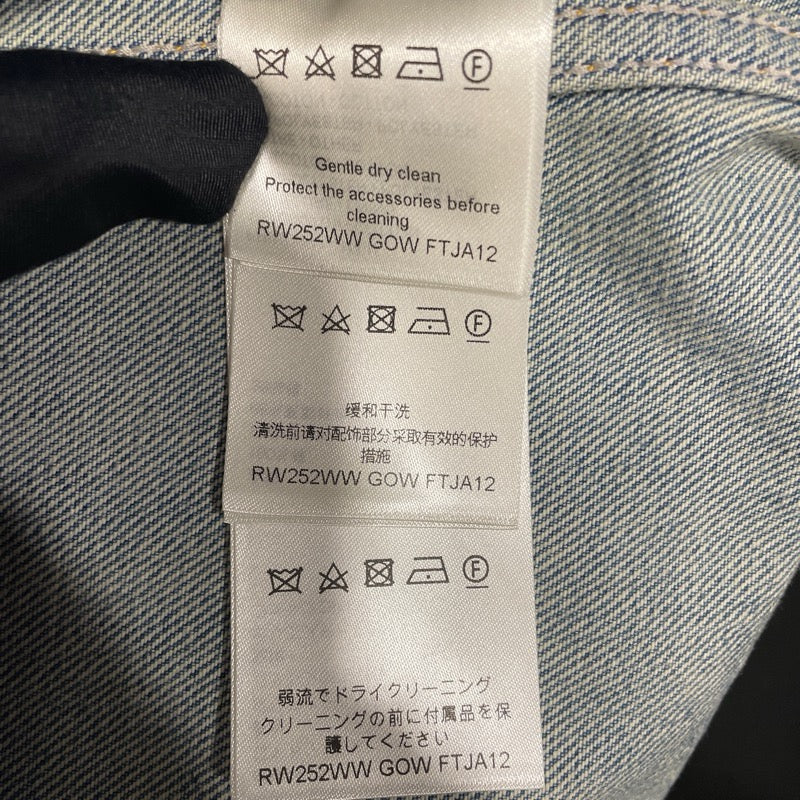 F
Gentle dry clean
Protect the accessories before
cleaning
RW252WW GOW FTJA12
F
缓和干洗
清洗前请对配饰部分采取有效的保护
措施
RW252WW GOW FTJA12
F
弱流でドライクリーニング
クリーニングの前に付属品を保
護してください
RW252WW GOW FTJA12